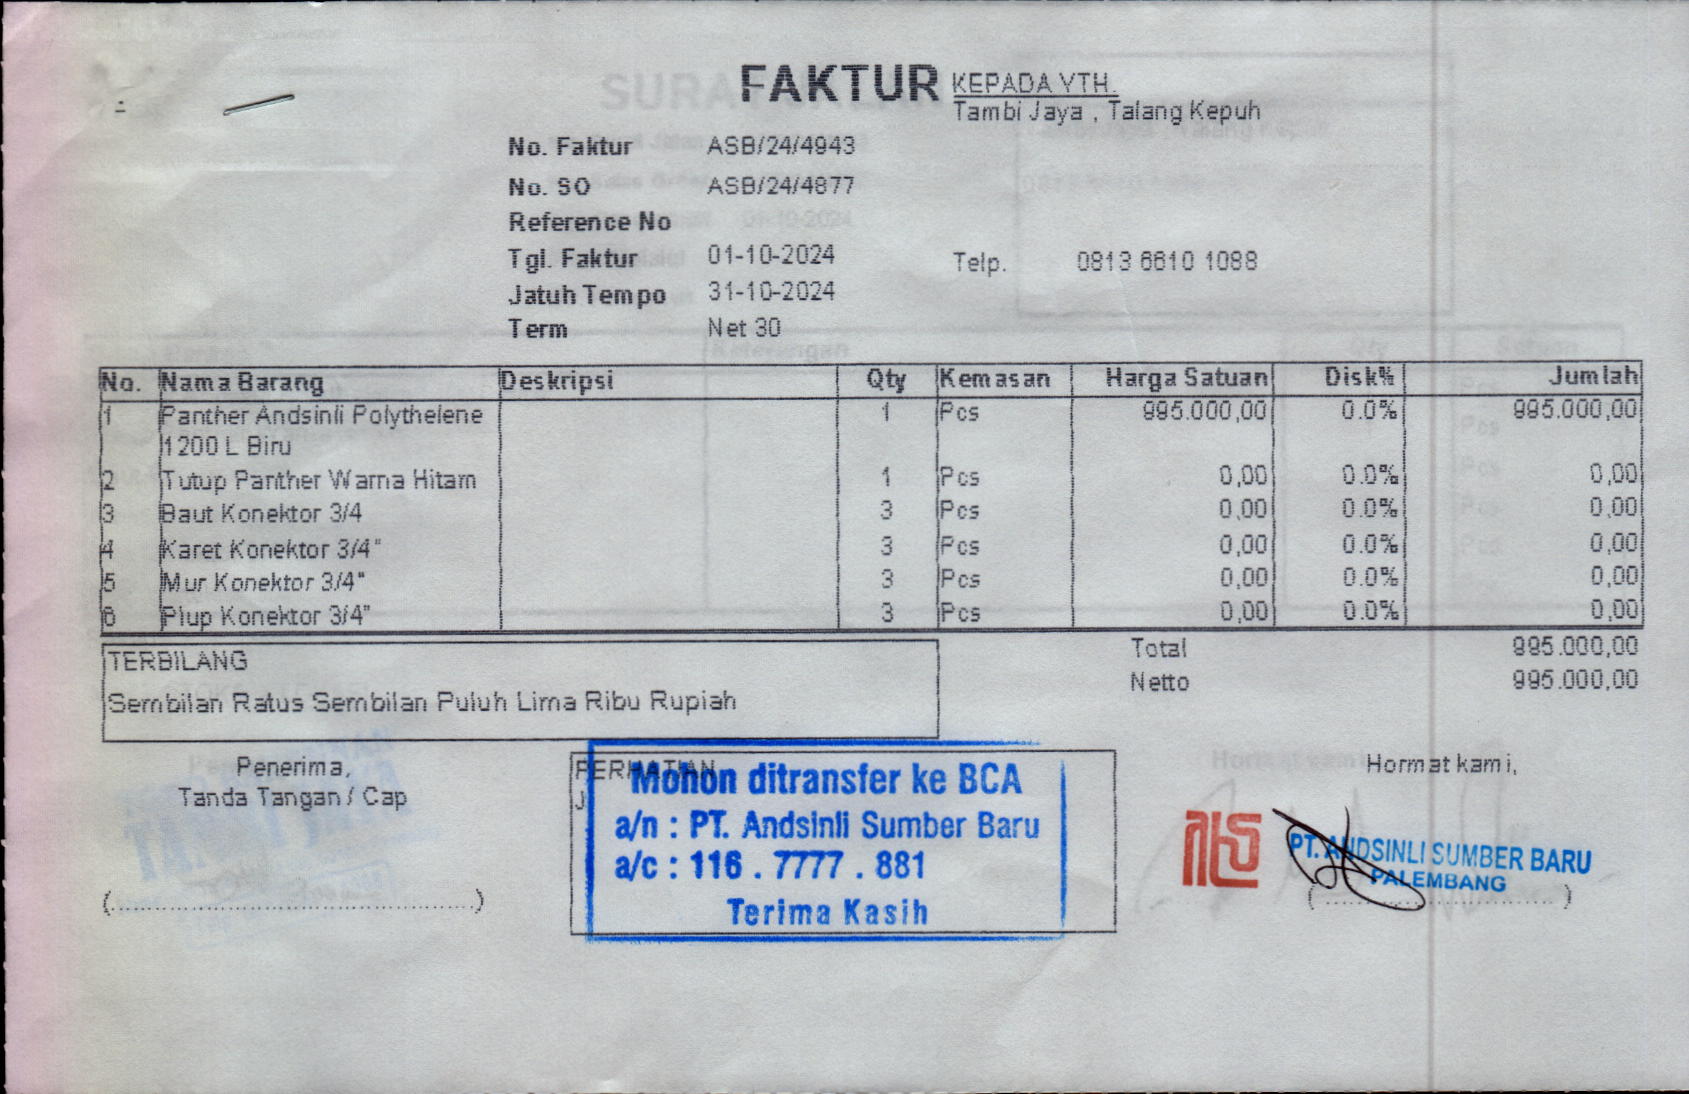 FAKTUR
KEPADA YTH.
Tambi Jaya , Talang Kepuh
No. Faktur ASB/24/4943
No. SO ASB/24/4877
Reference No
Tgl. Faktur 01-10-2024
Telp. 0813 6610 1088
Jatuh Tempo 31-10-2024
Term Net 30
No. Nama Barang Deskripsi Qty Kemasan Harga Satuan Disk% Jumlah
1 Panther Andsinli Polythelene 1 Pcs 995.000,00 0.0% 995.000,00
1200 L Biru
2 Tutup Panther Warna Hitam 1 Pcs 0,00 0.0% 0,00
3 Baut Konektor 3/4 3 Pcs 0,00 0.0% 0,00
4 Karet Konektor 3/4" 3 Pcs 0,00 0.0% 0,00
5 Mur Konektor 3/4" 3 Pcs 0,00 0.0% 0,00
6 Plup Konektor 3/4" 3 Pcs 0,00 0.0% 0,00
Total 995.000,00
Netto 995.000,00
TERBILANG
Sembilan Ratus Sembilan Puluh Lima Ribu Rupiah
Penerima,
Tanda Tangan / Cap
(..................................................)
PERHATIAN
Mohon ditransfer ke BCA
a/n : PT. Andsinli Sumber Baru
a/c : 116 . 7777 . 881
Terima Kasih
Hormat kami,
PT. ANDSINLI SUMBER BARU
PALEMBANG
(................................)